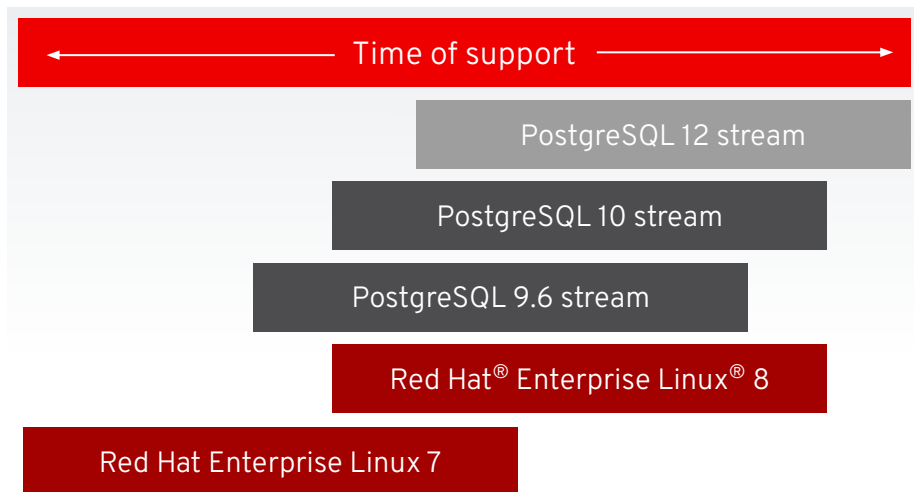 Time of support
PostgreSQL 12 stream
PostgreSQL 10 stream
PostgreSQL 9.6 stream
Red Hat® Enterprise Linux® 8
Red Hat Enterprise Linux 7